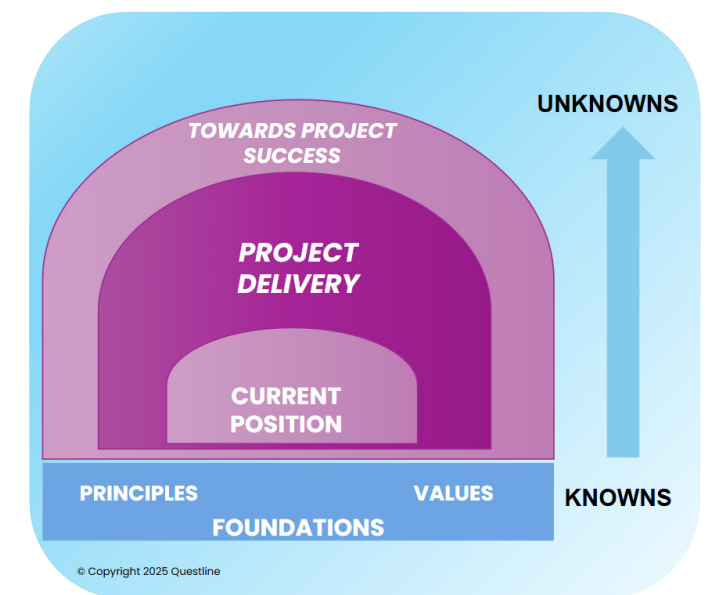 UNKNOWNS
TOWARDS PROJECT
SUCCESS
PROJECT
DELIVERY
CURRENT
POSITION
PRINCIPLES
VALUES
KNOWNS
FOUNDATIONS
© Copyright 2025 Questline